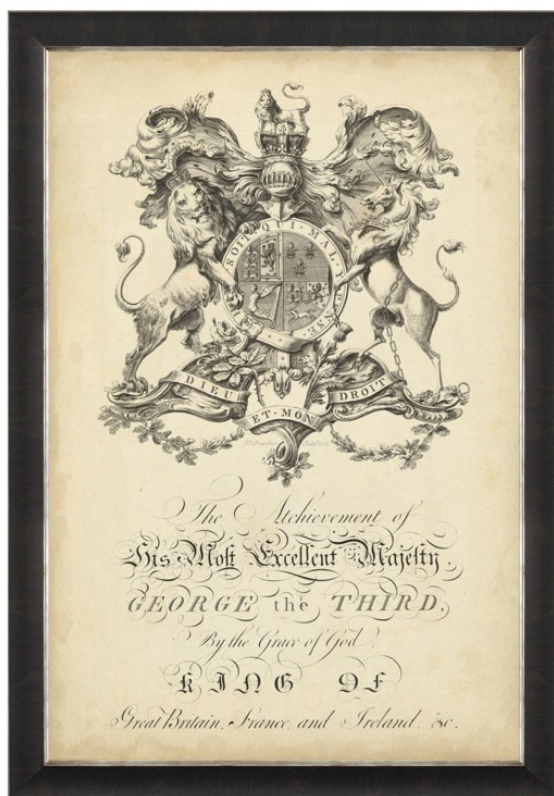 SOIT·QUI·MAL·Y·PENSE
DIEU ET·MON DROIT
The Atchievement of
His Most Excellent Majesty,
GEORGE the THIRD,
By the Grace of God
KING OF
Great Britain, France, and Ireland, &c.